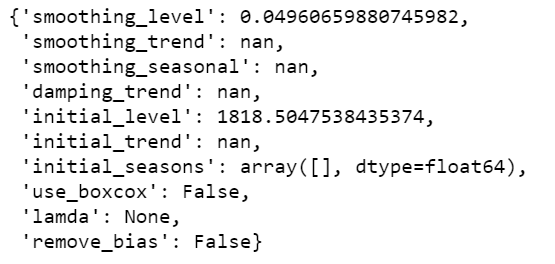 {'smoothing_level': 0.04960659880745982,
'smoothing_trend': nan,
'smoothing_seasonal': nan,
'damping_trend': nan,
'initial_level': 1818.5047538435374,
'initial_trend': nan,
'initial_seasons': array([], dtype=float64),
'use_boxcox': False,
'lamda': None,
'remove_bias': False}